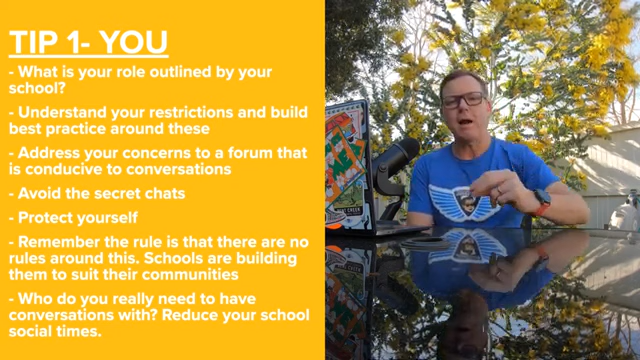 TIP 1- YOU
- What is your role outlined by your
school?
- Understand your restrictions and build
best practice around these
- Address your concerns to a forum that
is conducive to conversations
- Avoid the secret chats
- Protect yourself
- Remember the rule is that there are no
rules around this. Schools are building
them to suit their communities
- Who do you really need to have
conversations with? Reduce your school
social times.